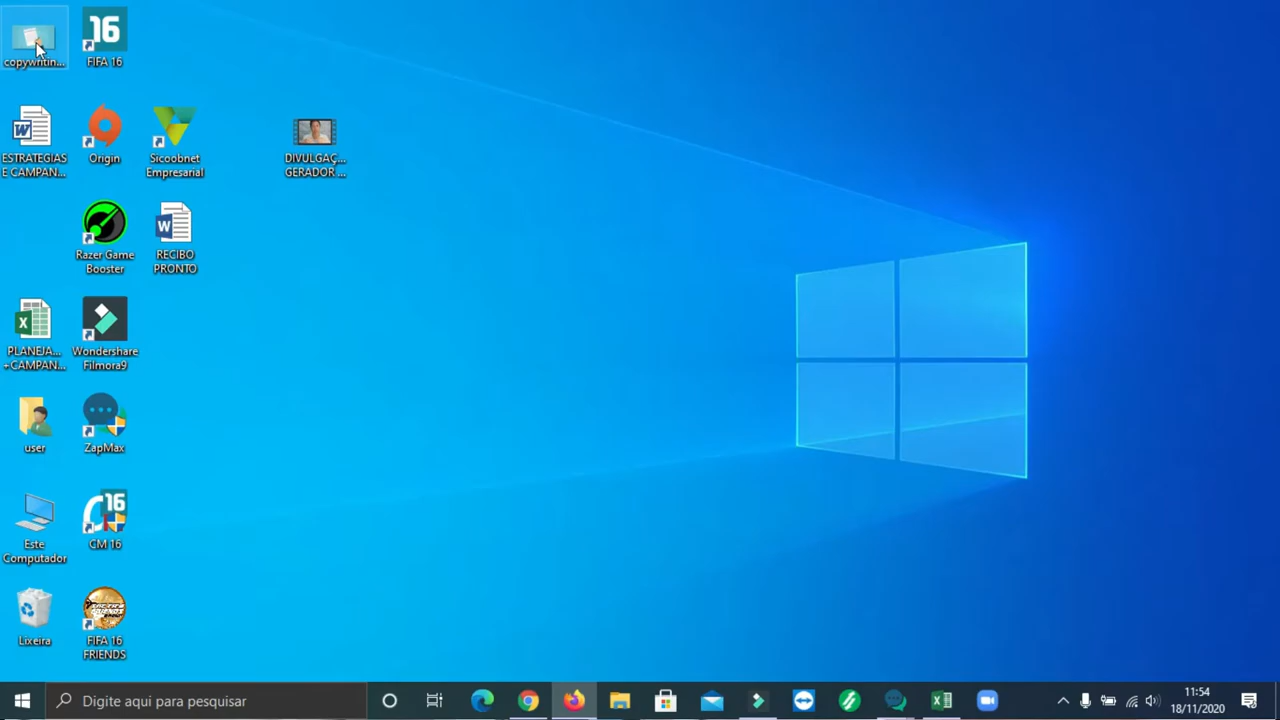 copywritin...
16
FIFA 16
ESTRATEGIAS
E CAMPAN...
Origin
Sicoobnet
Empresarial
DIVULGAÇ...
GERADOR ...
Razer Game
Booster
RECIBO
PRONTO
PLANEJA...
+CAMPAN...
Wondershare
Filmora9
user
ZapMax
16
Este
Computador
CM 16
Lixeira
FIFA 16
FRIENDS
Digite aqui para pesquisar
11:54
18/11/2020